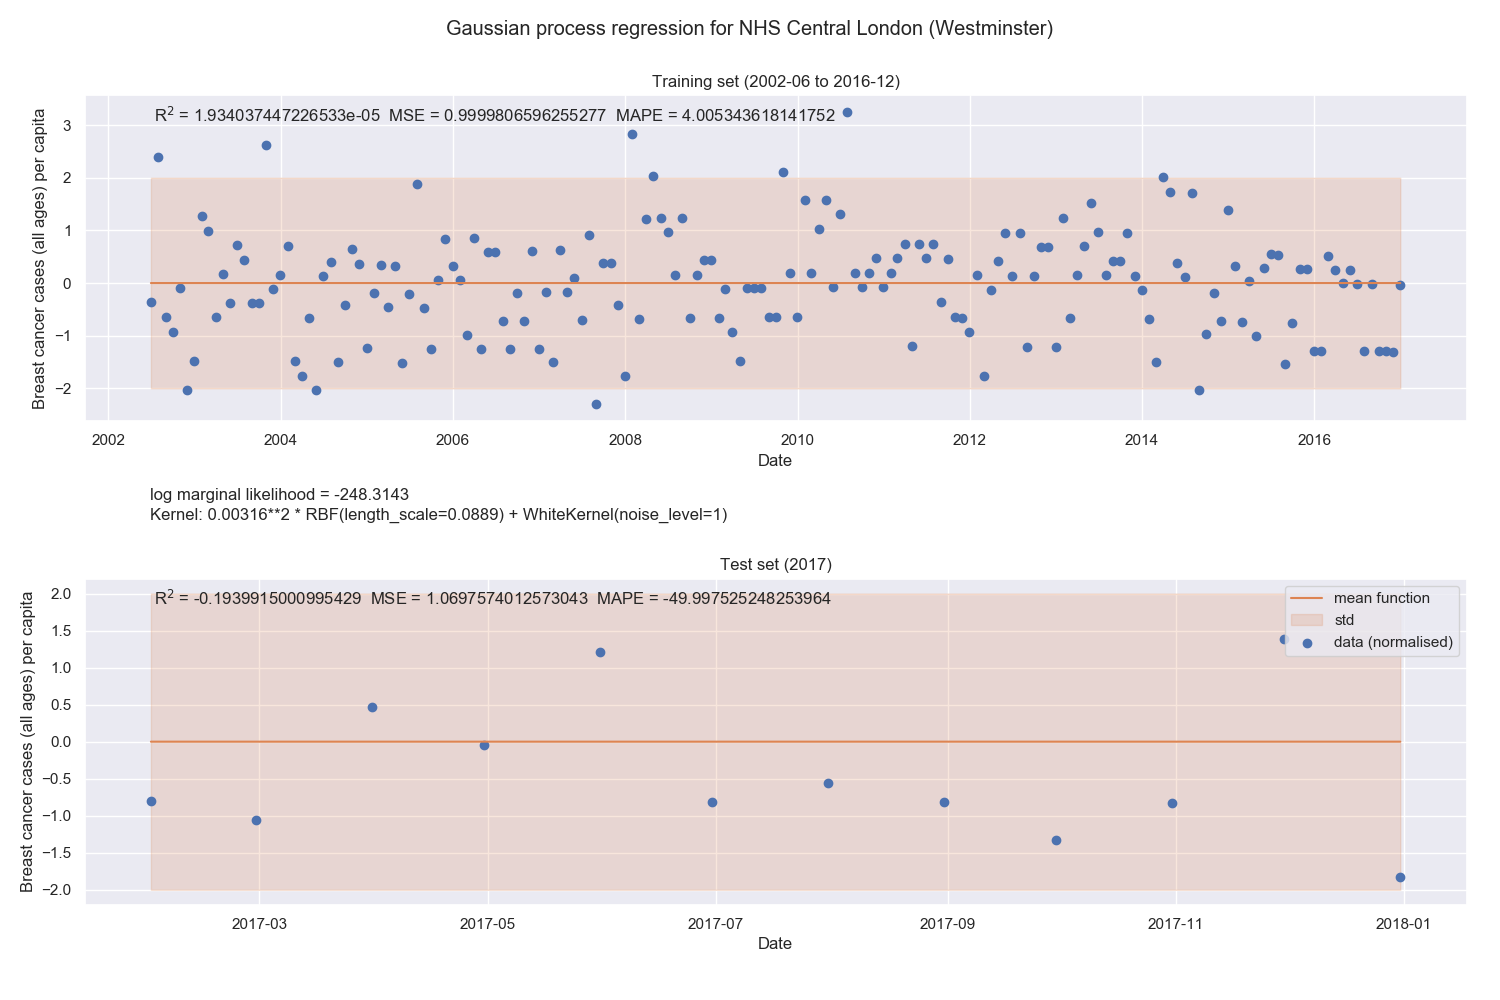 Gaussian process regression for NHS Central London (Westminster)
Training set (2002-06 to 2016-12)
R² = 1.934037447226533e-05  MSE = 0.9999806596255277  MAPE = 4.005343618141752
Breast cancer cases (all ages) per capita
3
2
1
0
−1
−2
2002
2004
2006
2008
2010
2012
2014
2016
Date
log marginal likelihood = -248.3143
Kernel: 0.00316**2 * RBF(length_scale=0.0889) + WhiteKernel(noise_level=1)
Test set (2017)
R² = -0.1939915000995429  MSE = 1.0697574012573043  MAPE = -49.997525248253964
mean function
std
data (normalised)
Breast cancer cases (all ages) per capita
2.0
1.5
1.0
0.5
0.0
−0.5
−1.0
−1.5
−2.0
2017-03
2017-05
2017-07
2017-09
2017-11
2018-01
Date